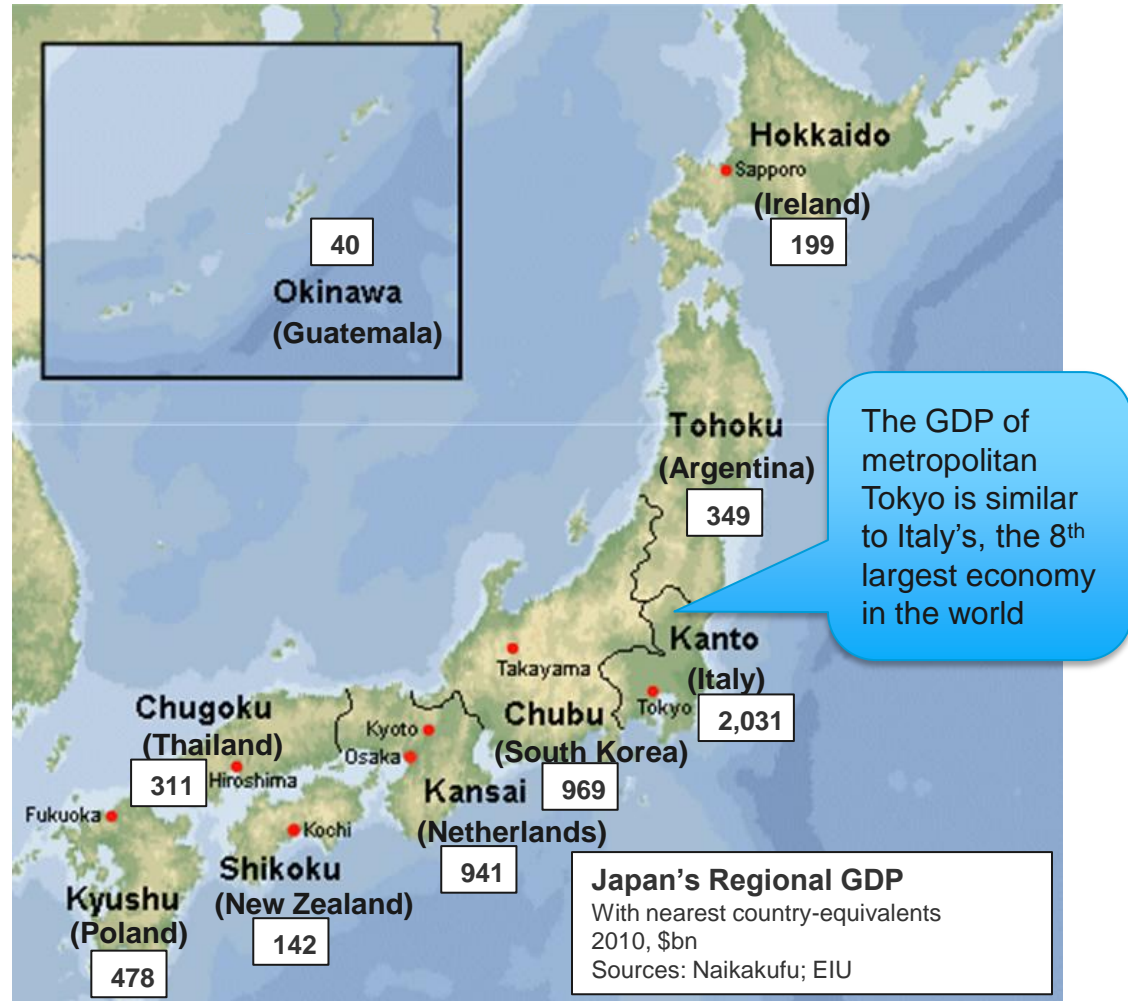 40
Okinawa
(Guatemala)
Hokkaido
Sapporo
(Ireland)
199
Tohoku
(Argentina)
349
The GDP of
metropolitan
Tokyo is similar
to Italy’s, the 8th
largest economy
in the world
Kanto
(Italy)
Tokyo
2,031
Takayama
Chubu
(South Korea)
969
Chugoku
(Thailand)
311
Hiroshima
Kyoto
Osaka
Kansai
(Netherlands)
941
Fukuoka
Kyushu
(Poland)
478
Kochi
Shikoku
(New Zealand)
142
Japan’s Regional GDP
With nearest country-equivalents
2010, $bn
Sources: Naikakufu; EIU